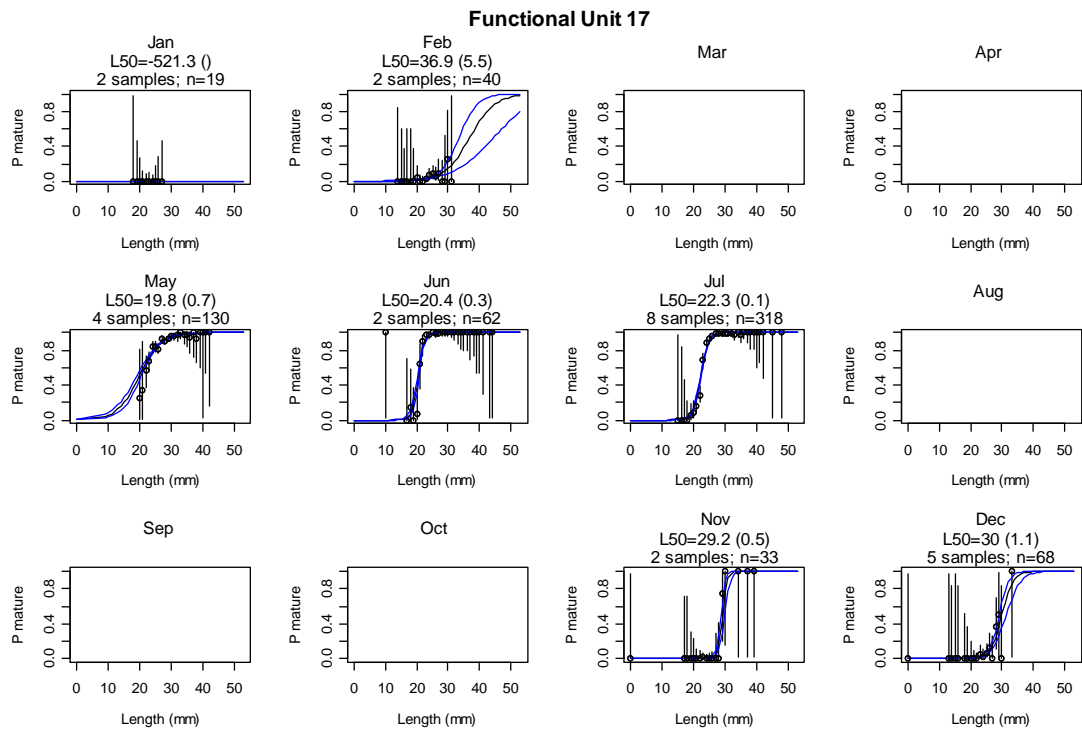 Functional Unit 17
Jan
L50=-521.3 ()
2 samples; n=19
P mature
0.0 0.4 0.8
0 10 20 30 40 50
Length (mm)
Feb
L50=36.9 (5.5)
2 samples; n=40
P mature
0.0 0.4 0.8
0 10 20 30 40 50
Length (mm)
Mar
P mature
0.0 0.4 0.8
0 10 20 30 40 50
Length (mm)
Apr
P mature
0.0 0.4 0.8
0 10 20 30 40 50
Length (mm)
May
L50=19.8 (0.7)
4 samples; n=130
P mature
0.0 0.4 0.8
0 10 20 30 40 50
Length (mm)
Jun
L50=20.4 (0.3)
2 samples; n=62
P mature
0.0 0.4 0.8
0 10 20 30 40 50
Length (mm)
Jul
L50=22.3 (0.1)
8 samples; n=318
P mature
0.0 0.4 0.8
0 10 20 30 40 50
Length (mm)
Aug
P mature
0.0 0.4 0.8
0 10 20 30 40 50
Length (mm)
Sep
P mature
0.0 0.4 0.8
0 10 20 30 40 50
Length (mm)
Oct
P mature
0.0 0.4 0.8
0 10 20 30 40 50
Length (mm)
Nov
L50=29.2 (0.5)
2 samples; n=33
P mature
0.0 0.4 0.8
0 10 20 30 40 50
Length (mm)
Dec
L50=30 (1.1)
5 samples; n=68
P mature
0.0 0.4 0.8
0 10 20 30 40 50
Length (mm)